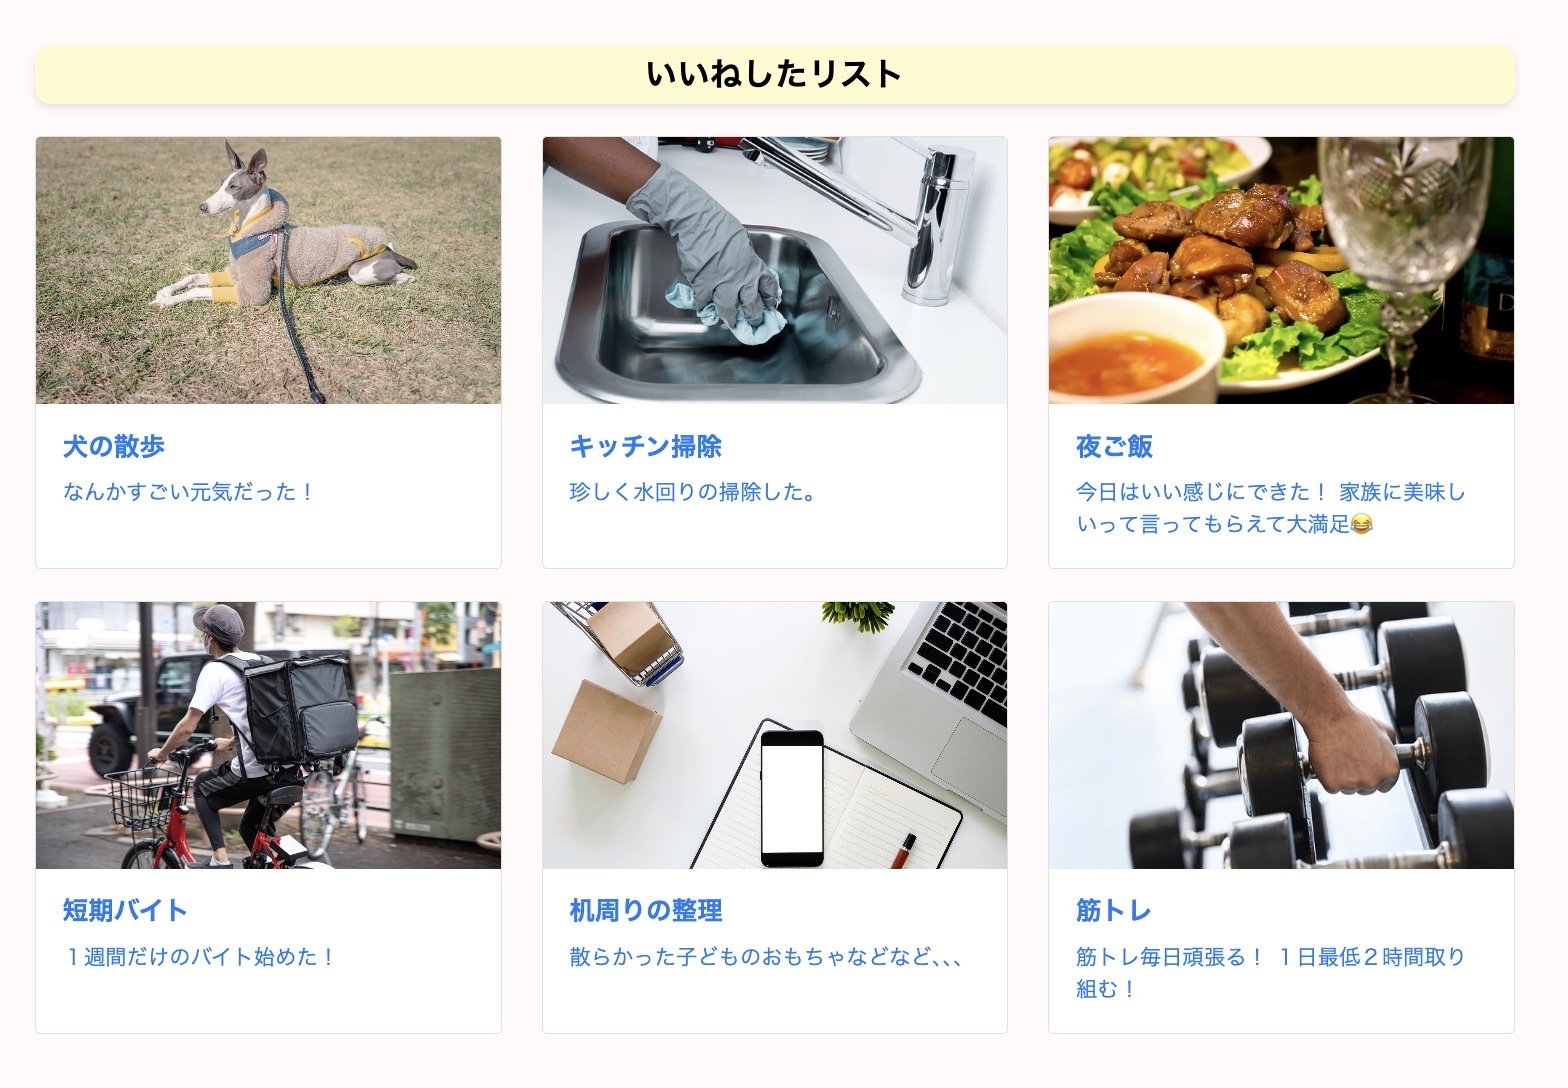 いいねしたリスト
犬の散歩
なんかすごい元気だった！
キッチン掃除
珍しく水回りの掃除した。
夜ご飯
今日はいい感じにできた！ 家族に美味し
いって言ってもらえて大満足😂
短期バイト
１週間だけのバイト始めた！
机周りの整理
散らかった子どものおもちゃなどなど、、、
筋トレ
筋トレ毎日頑張る！ １日最低２時間取り
組む！